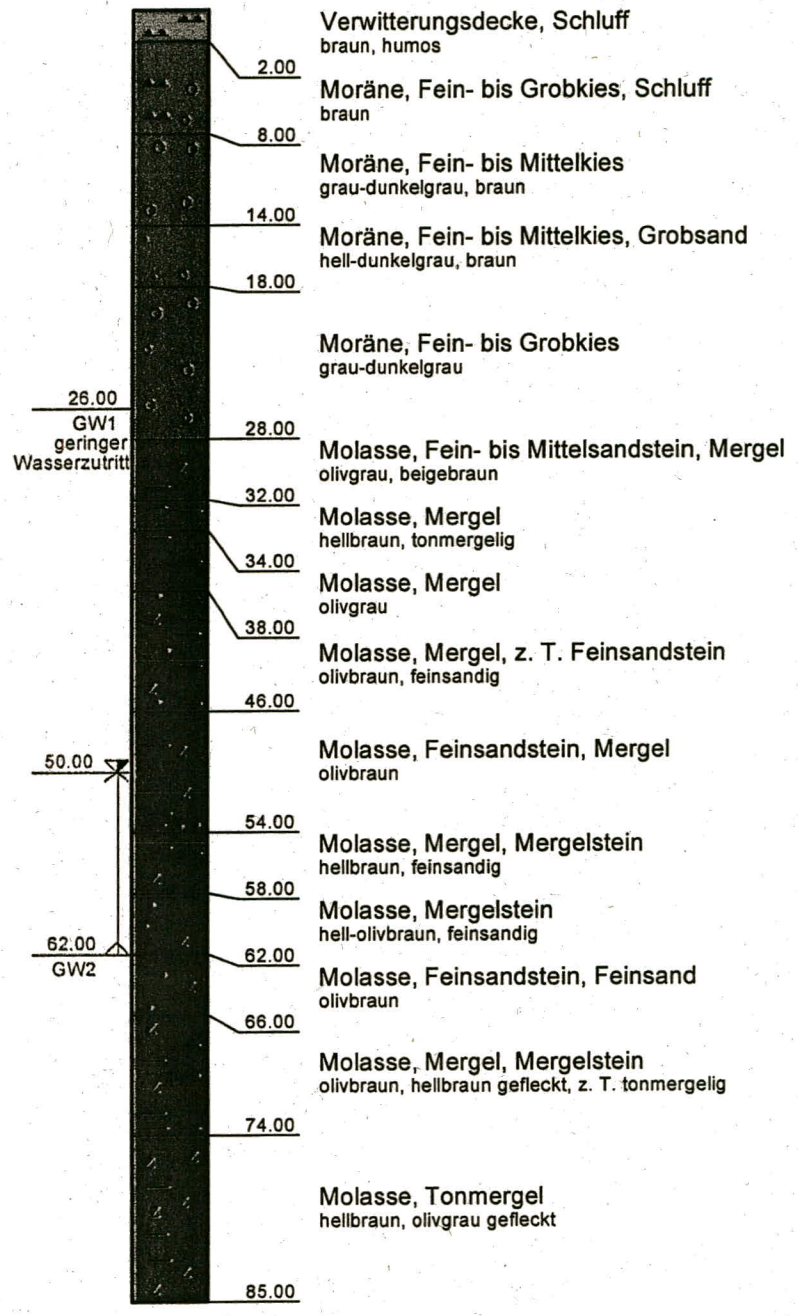 Verwitterungsdecke, Schluff
braun, humos
2.00
Moräne, Fein- bis Grobkies, Schluff
braun
8.00
Moräne, Fein- bis Mittelkies
grau-dunkelgrau, braun
14.00
Moräne, Fein- bis Mittelkies, Grobsand
hell-dunkelgrau, braun
18.00
Moräne, Fein- bis Grobkies
grau-dunkelgrau
26.00
GW1
geringer
Wasserzutritt
28.00
Molasse, Fein- bis Mittelsandstein, Mergel
olivgrau, beigebraun
32.00
Molasse, Mergel
hellbraun, tonmergelig
34.00
Molasse, Mergel
olivgrau
38.00
Molasse, Mergel, z. T. Feinsandstein
olivbraun, feinsandig
46.00
Molasse, Feinsandstein, Mergel
olivbraun
50.00
54.00
Molasse, Mergel, Mergelstein
hellbraun, feinsandig
58.00
Molasse, Mergelstein
hell-olivbraun, feinsandig
62.00
GW2
62.00
Molasse, Feinsandstein, Feinsand
olivbraun
66.00
Molasse, Mergel, Mergelstein
olivbraun, hellbraun gefleckt, z. T. tonmergelig
74.00
Molasse, Tonmergel
hellbraun, olivgrau gefleckt
85.00